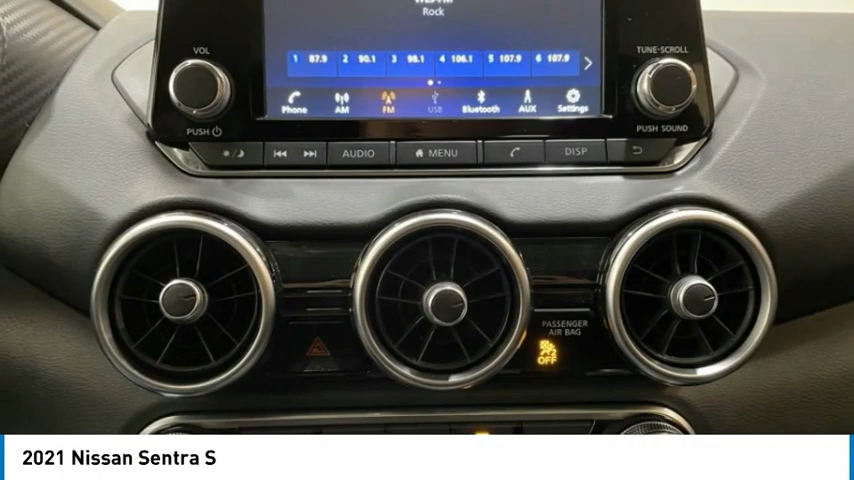 Rock
VOL
TUNE-SCROLL
1 87.9 2 90.1 3 98.1 4 106.1 5 107.9 6 107.9
Phone AM FM USB Bluetooth AUX Settings
PUSH
PUSH SOUND
AUDIO MENU DISP
PASSENGER
AIR BAG
OFF
2021 Nissan Sentra S